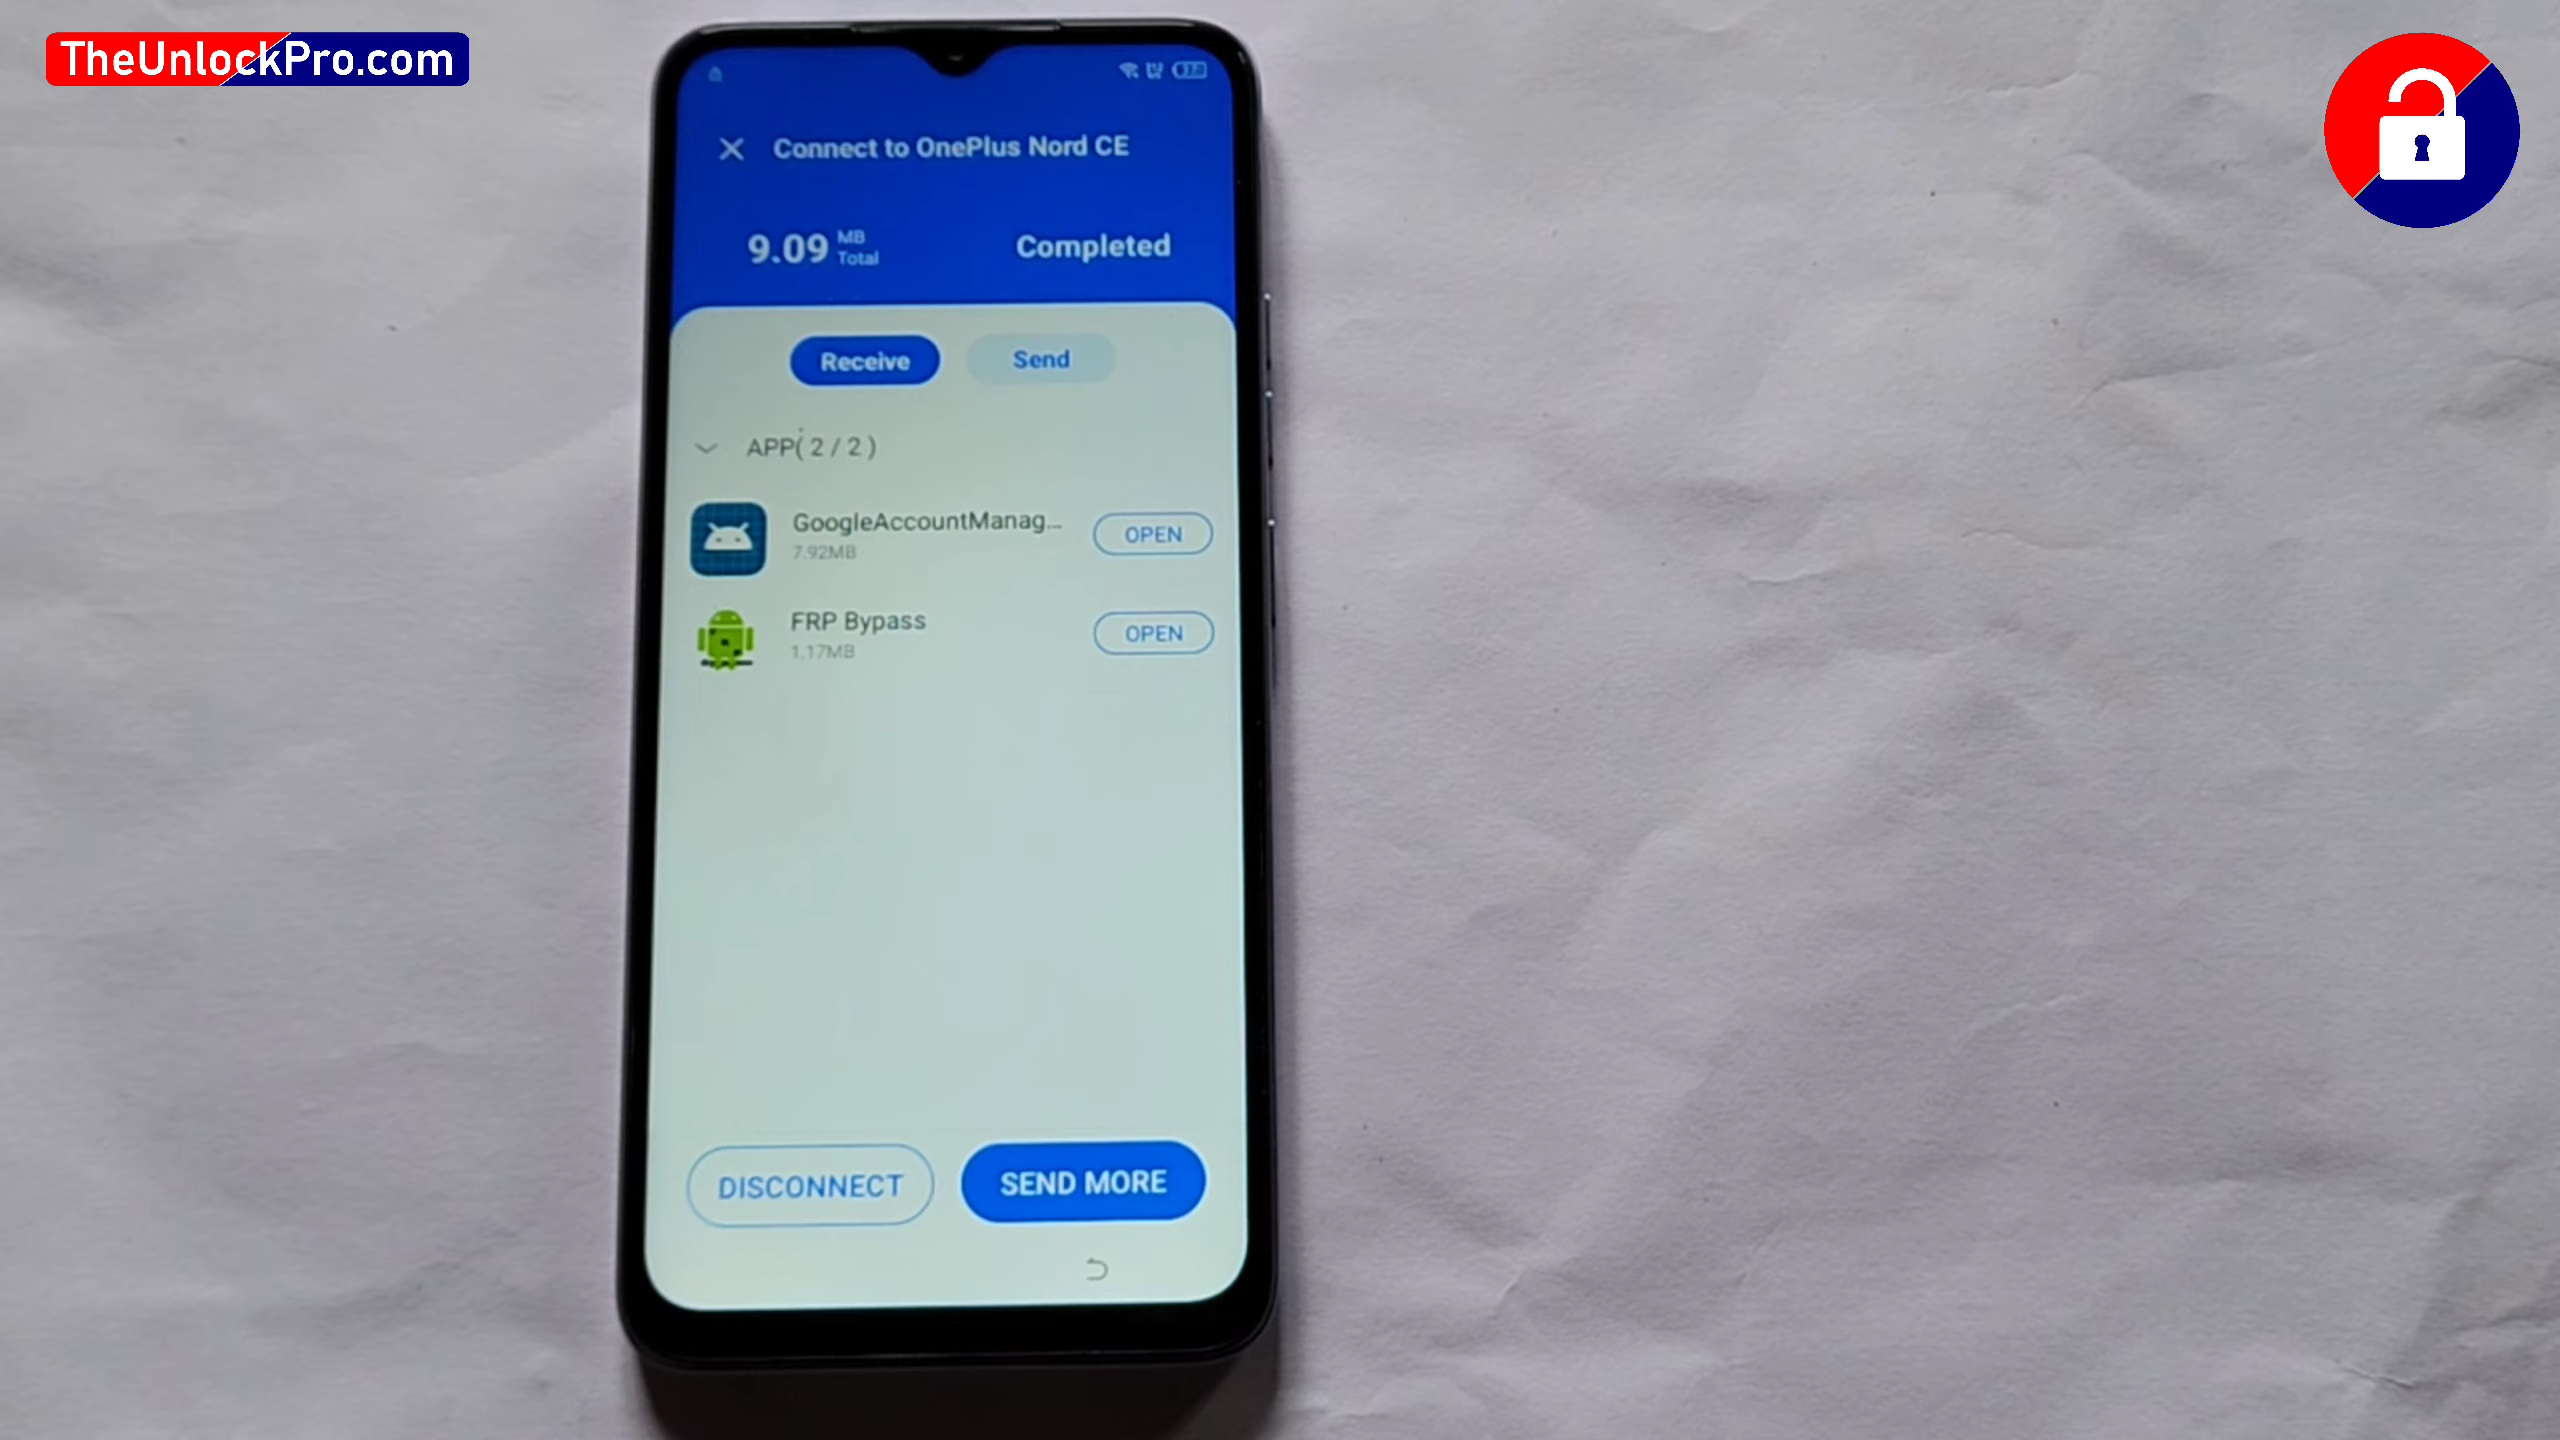 TheUnlockPro.com
Connect to OnePlus Nord CE
9.09 MB Total
Completed
Receive
Send
APP( 2 / 2 )
GoogleAccountManag...
7.92MB
OPEN
FRP Bypass
1.17MB
OPEN
DISCONNECT
SEND MORE